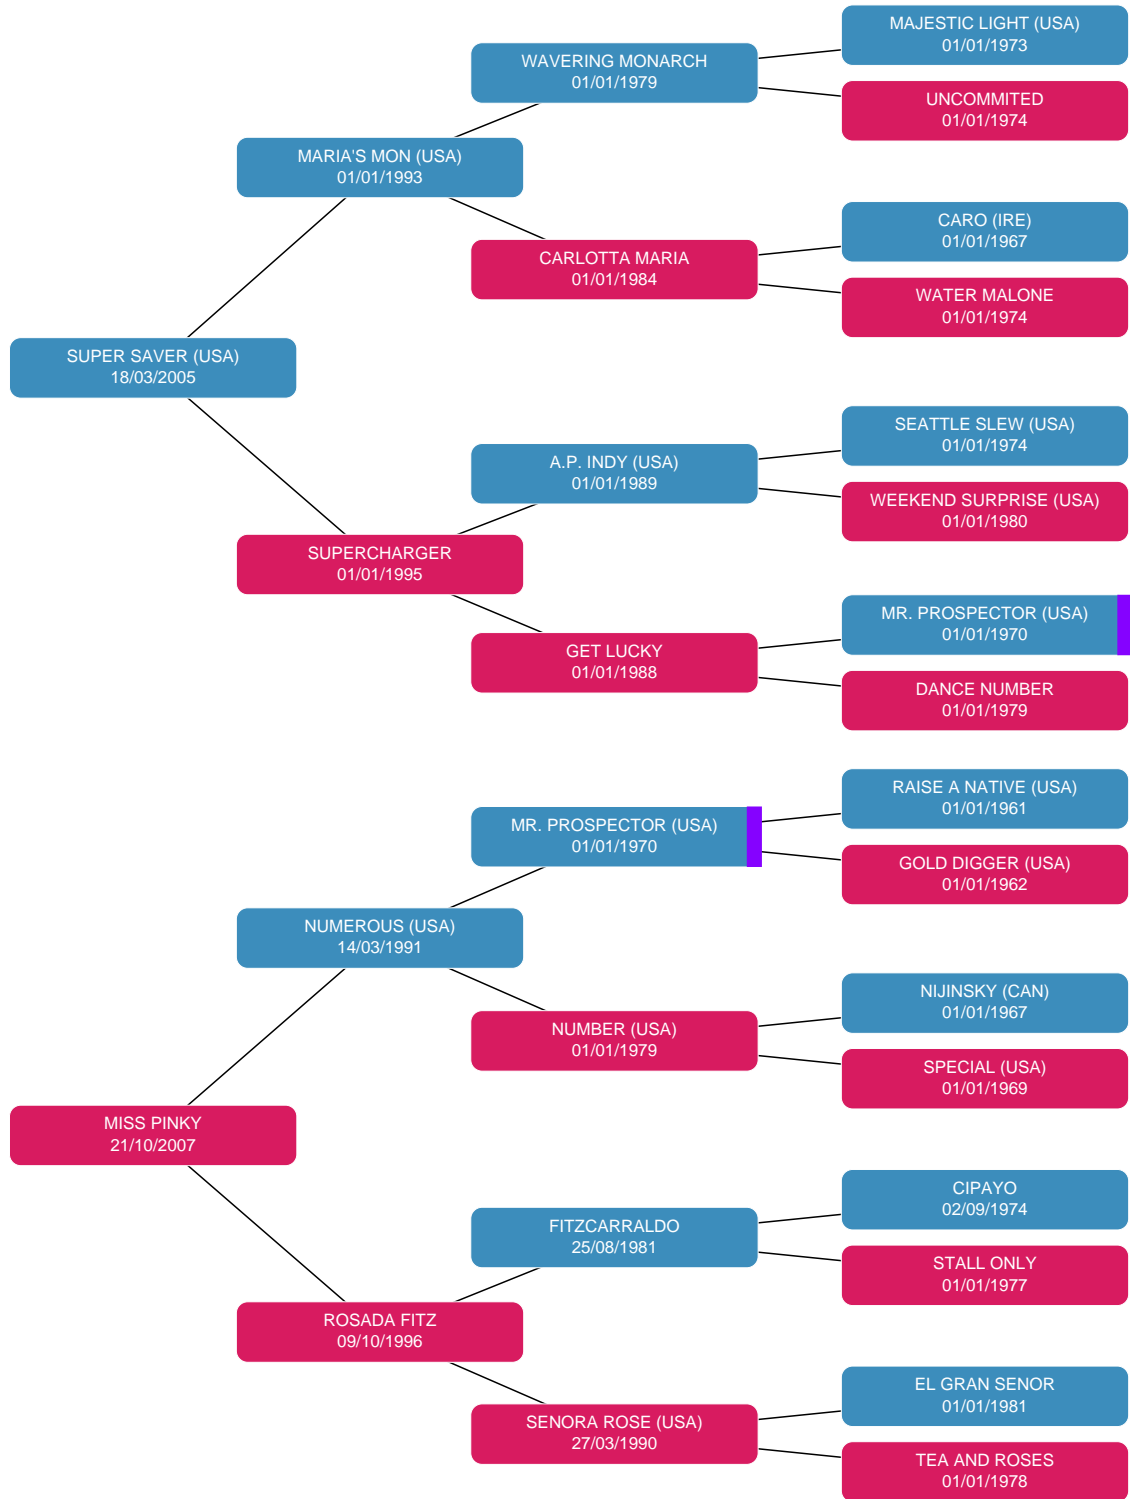 MAJESTIC LIGHT (USA)
01/01/1973
WAVERING MONARCH
01/01/1979
UNCOMMITED
01/01/1974
MARIA'S MON (USA)
01/01/1993
CARO (IRE)
01/01/1967
CARLOTTA MARIA
01/01/1984
WATER MALONE
01/01/1974
SUPER SAVER (USA)
18/03/2005
SEATTLE SLEW (USA)
01/01/1974
A.P. INDY (USA)
01/01/1989
WEEKEND SURPRISE (USA)
01/01/1980
SUPERCHARGER
01/01/1995
MR. PROSPECTOR (USA)
01/01/1970
GET LUCKY
01/01/1988
DANCE NUMBER
01/01/1979
RAISE A NATIVE (USA)
01/01/1961
MR. PROSPECTOR (USA)
01/01/1970
GOLD DIGGER (USA)
01/01/1962
NUMEROUS (USA)
14/03/1991
NIJINSKY (CAN)
01/01/1967
NUMBER (USA)
01/01/1979
SPECIAL (USA)
01/01/1969
MISS PINKY
21/10/2007
CIPAYO
02/09/1974
FITZCARRALDO
25/08/1981
STALL ONLY
01/01/1977
ROSADA FITZ
09/10/1996
EL GRAN SENOR
01/01/1981
SENORA ROSE (USA)
27/03/1990
TEA AND ROSES
01/01/1978